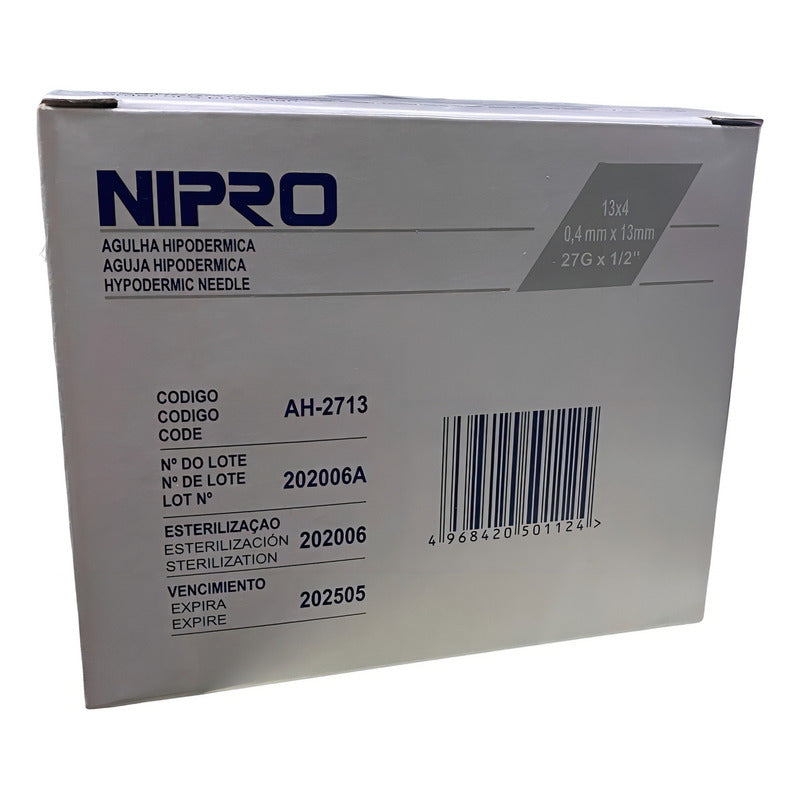 NIPRO
AGULHA HIPODERMICA
AGUJA HIPODERMICA
HYPODERMIC NEEDLE
13x4
0,4 mm x 13mm
27G x 1/2"
CODIGO
CODIGO
CODE
AH-2713
Nº DO LOTE
Nº DE LOTE
LOT Nº
202006A
ESTERILIZAÇAO
ESTERILIZACIÓN
STERILIZATION
202006
VENCIMIENTO
EXPIRA
EXPIRE
202505
4 968420 501124 >